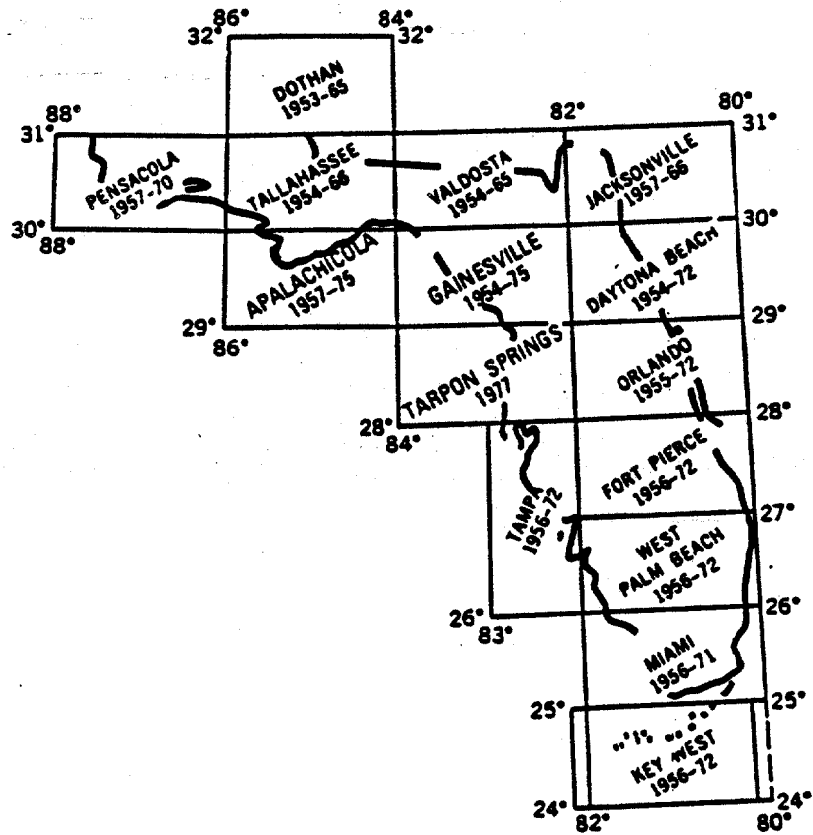 86°
84°
32°
32°
DOTHAN
1953-65
88°
82°
80°
31°
31°
PENSACOLA
1957-70
TALLAHASSEE
1954-66
VALDOSTA
1954-65
JACKSONVILLE
1957-66
30°
30°
88°
APALACHICOLA
1957-75
GAINESVILLE
1954-75
DAYTONA BEACH
1954-72
29°
29°
86°
TARPON SPRINGS
1977
ORLANDO
1955-72
28°
28°
84°
TAMPA
1956-72
FORT PIERCE
1956-72
27°
WEST
PALM BEACH
1956-72
26°
26°
83°
MIAMI
1956-71
25°
25°
KEY WEST
1956-72
24°
24°
82°
80°